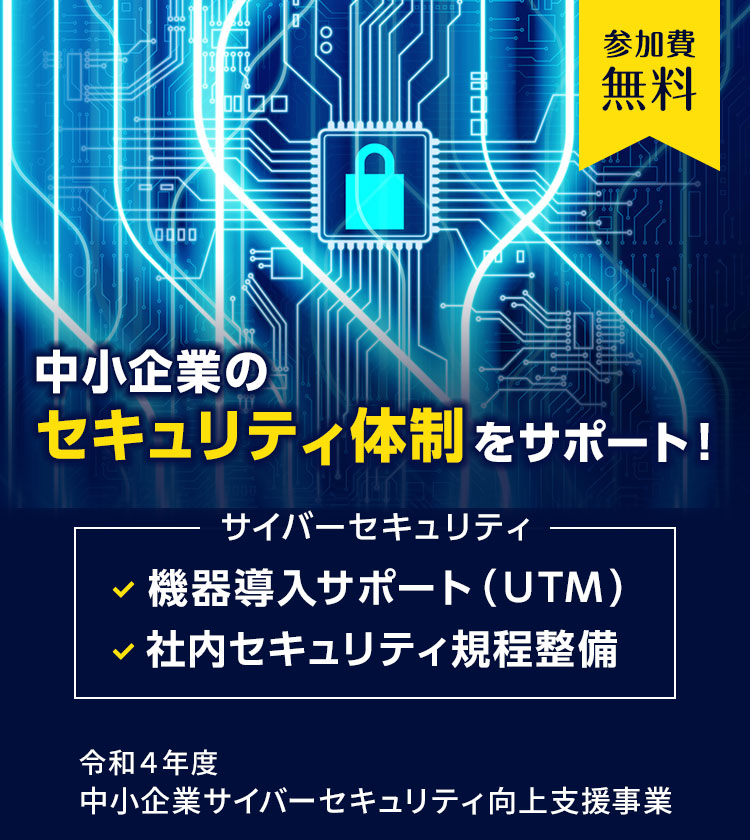 参加費
無料
中小企業の
セキュリティ体制をサポート!
サイバーセキュリティ
機器導入サポート(UTM)
社内セキュリティ規程整備
令和4年度
中小企業サイバーセキュリティ向上支援事業